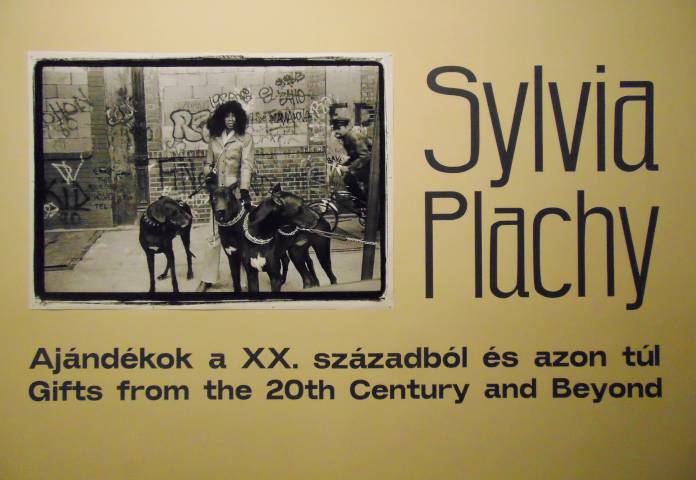 Sylvia
Plachy
Ajándékok a XX. századból és azon túl
Gifts from the 20th Century and Beyond